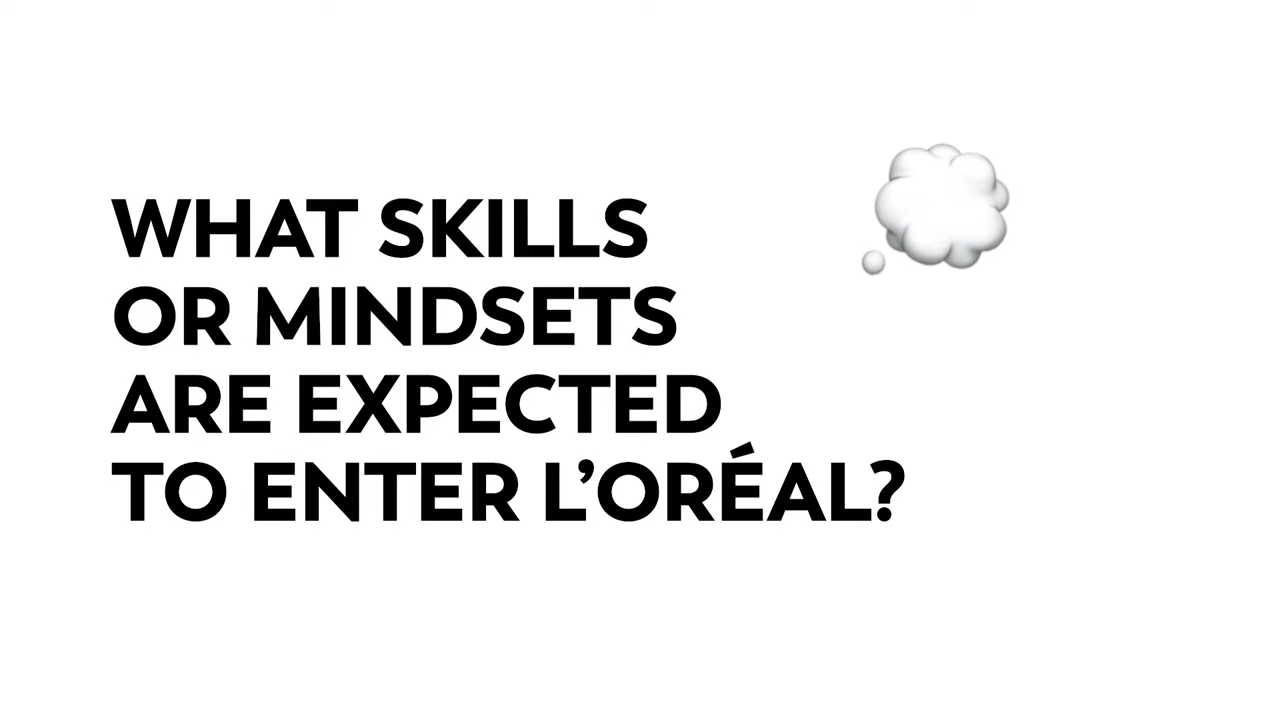 WHAT SKILLS
OR MINDSETS
ARE EXPECTED
TO ENTER L’ORÉAL?